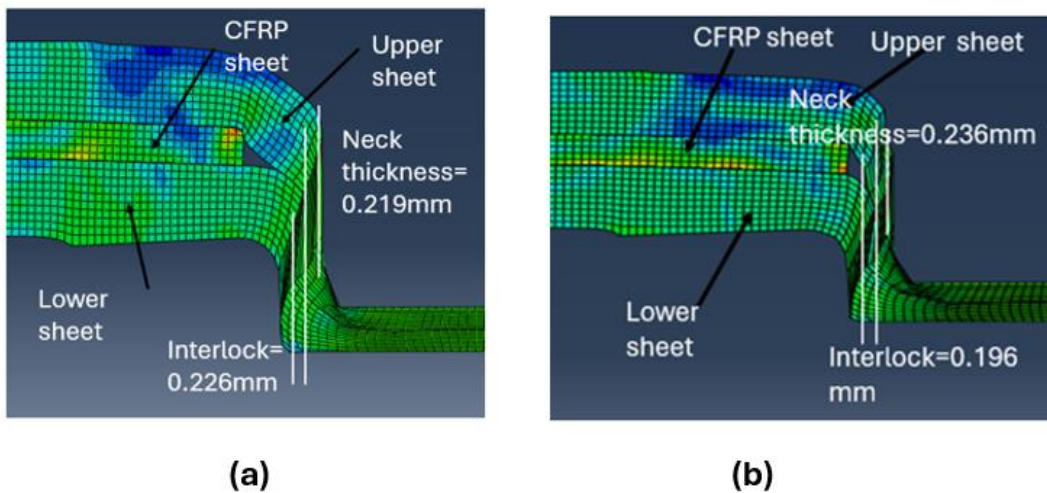 CFRP
sheet
Upper
sheet
Neck
thickness=
0.219mm
Lower
sheet
Interlock=
0.226mm
(a)
CFRP sheet
Upper sheet
Neck
thickness=0.236mm
Lower
sheet
Interlock=0.196
mm
(b)